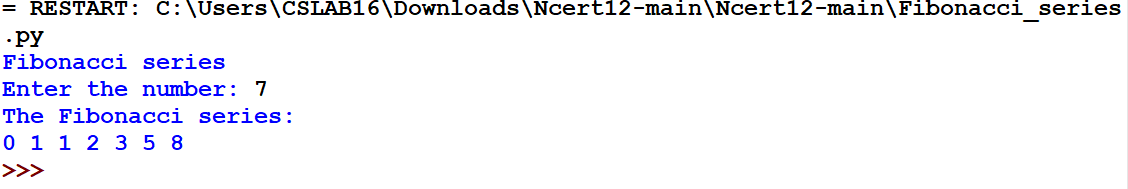 = RESTART: C:\Users\CSLAB16\Downloads\Ncert12-main\Ncert12-main\Fibonacci_series
.py
Fibonacci series
Enter the number: 7
The Fibonacci series:
0 1 1 2 3 5 8
>>>